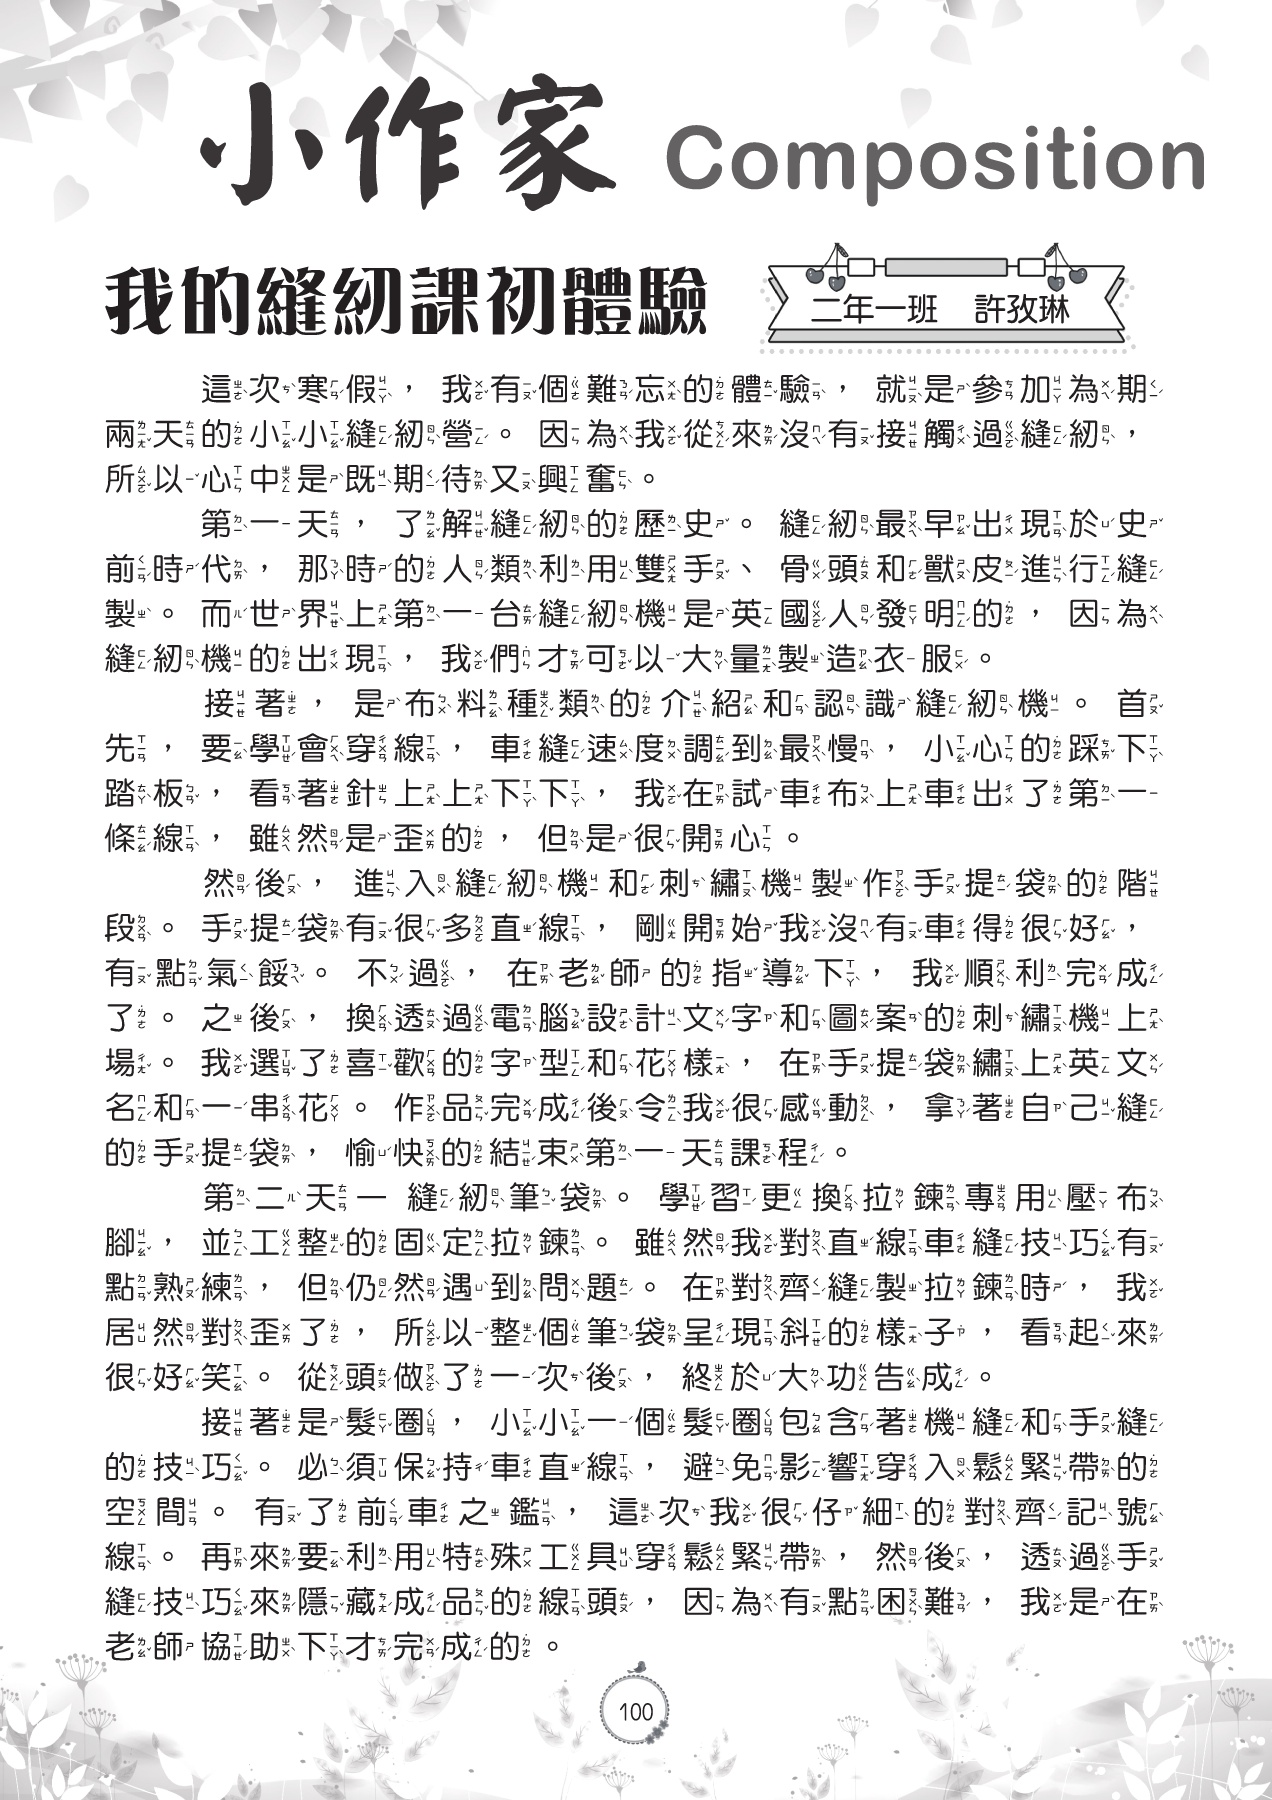 小作家 Composition
我的縫紉課初體驗
二年一班 許孜琳
這次寒假，我有個難忘的體驗，就是參加為期
兩天的小小縫紉營。因為我從來沒有接觸過縫紉，
所以心中是既期待又興奮。
第一天，了解縫紉的歷史。縫紉最早出現於史
前時代，那時的人類利用雙手、骨頭和獸皮進行縫
製。而世界上第一台縫紉機是英國人發明的，因為
縫紉機的出現，我們才可以大量製造衣服。
接著，是布料種類的介紹和認識縫紉機。首
先，要學會穿線，車縫速度調到最慢，小心的踩下
踏板，看著針上上下下，我在試車布上車出了第一
條線，雖然是歪的，但是很開心。
然後，進入縫紉機和刺繡機製作手提袋的階
段。手提袋有很多直線，剛開始我沒有車得很好，
有點氣餒。不過，在老師的指導下，我順利完成
了。之後，換透過電腦設計文字和圖案的刺繡機上
場。我選了喜歡的字型和花樣，在手提袋繡上英文
名和一串花。作品完成後令我很感動，拿著自己縫
的手提袋，愉快的結束第一天課程。
第二天一 縫紉筆袋。學習更換拉鍊專用壓布
腳，並工整的固定拉鍊。雖然我對直線車縫技巧有
點熟練，但仍然遇到問題。在對齊縫製拉鍊時，我
居然對歪了，所以整個筆袋呈現斜的樣子，看起來
很好笑。從頭做了一次後，終於大功告成。
接著是髮圈，小小一個髮圈包含著機縫和手縫
的技巧。必須保持車直線，避免影響穿入鬆緊帶的
空間。有了前車之鑑，這次我很仔細的對齊記號
線。再來要利用特殊工具穿鬆緊帶，然後，透過手
縫技巧來隱藏成品的線頭，因為有點困難，我是在
老師協助下才完成的。
100